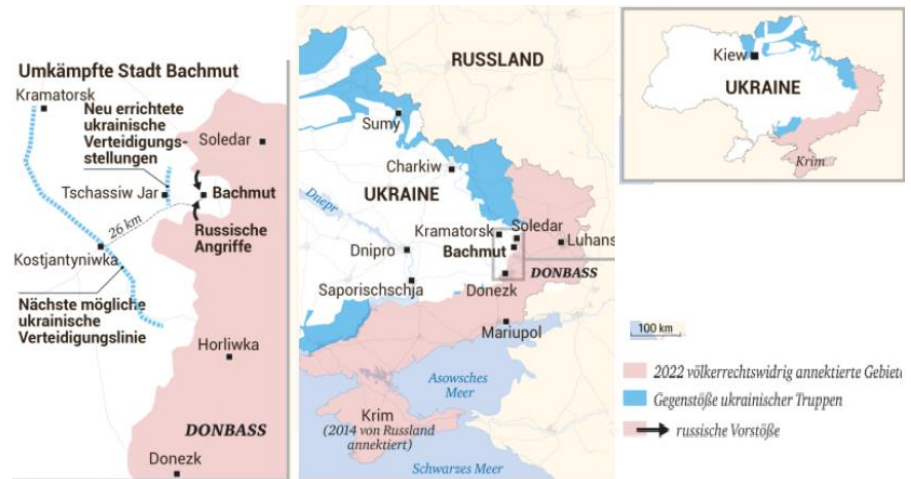 Umkämpfte Stadt Bachmut
Kramatorsk
Neu errichtete
ukrainische
Verteidigungs-
stellungen
Soledar
Tschassiw Jar
Bachmut
26 km
Russische
Angriffe
Kostjantyniwka
Nächste mögliche
ukrainische
Verteidigungslinie
Horliwka
DONBASS
Donezk
RUSSLAND
Sumy
Charkiw
UKRAINE
Dnepr
Kramatorsk
Soledar
Bachmut
Luhans
Dnipro
DONBASS
Saporischschja
Donezk
Mariupol
Asowsches
Meer
Krim
(2014 von Russland
annektiert)
Schwarzes Meer
Kiew
UKRAINE
Krim
100 km
2022 völkerrechtswidrig annektierte Gebiet
Gegenstöße ukrainischer Truppen
russische Vorstöße